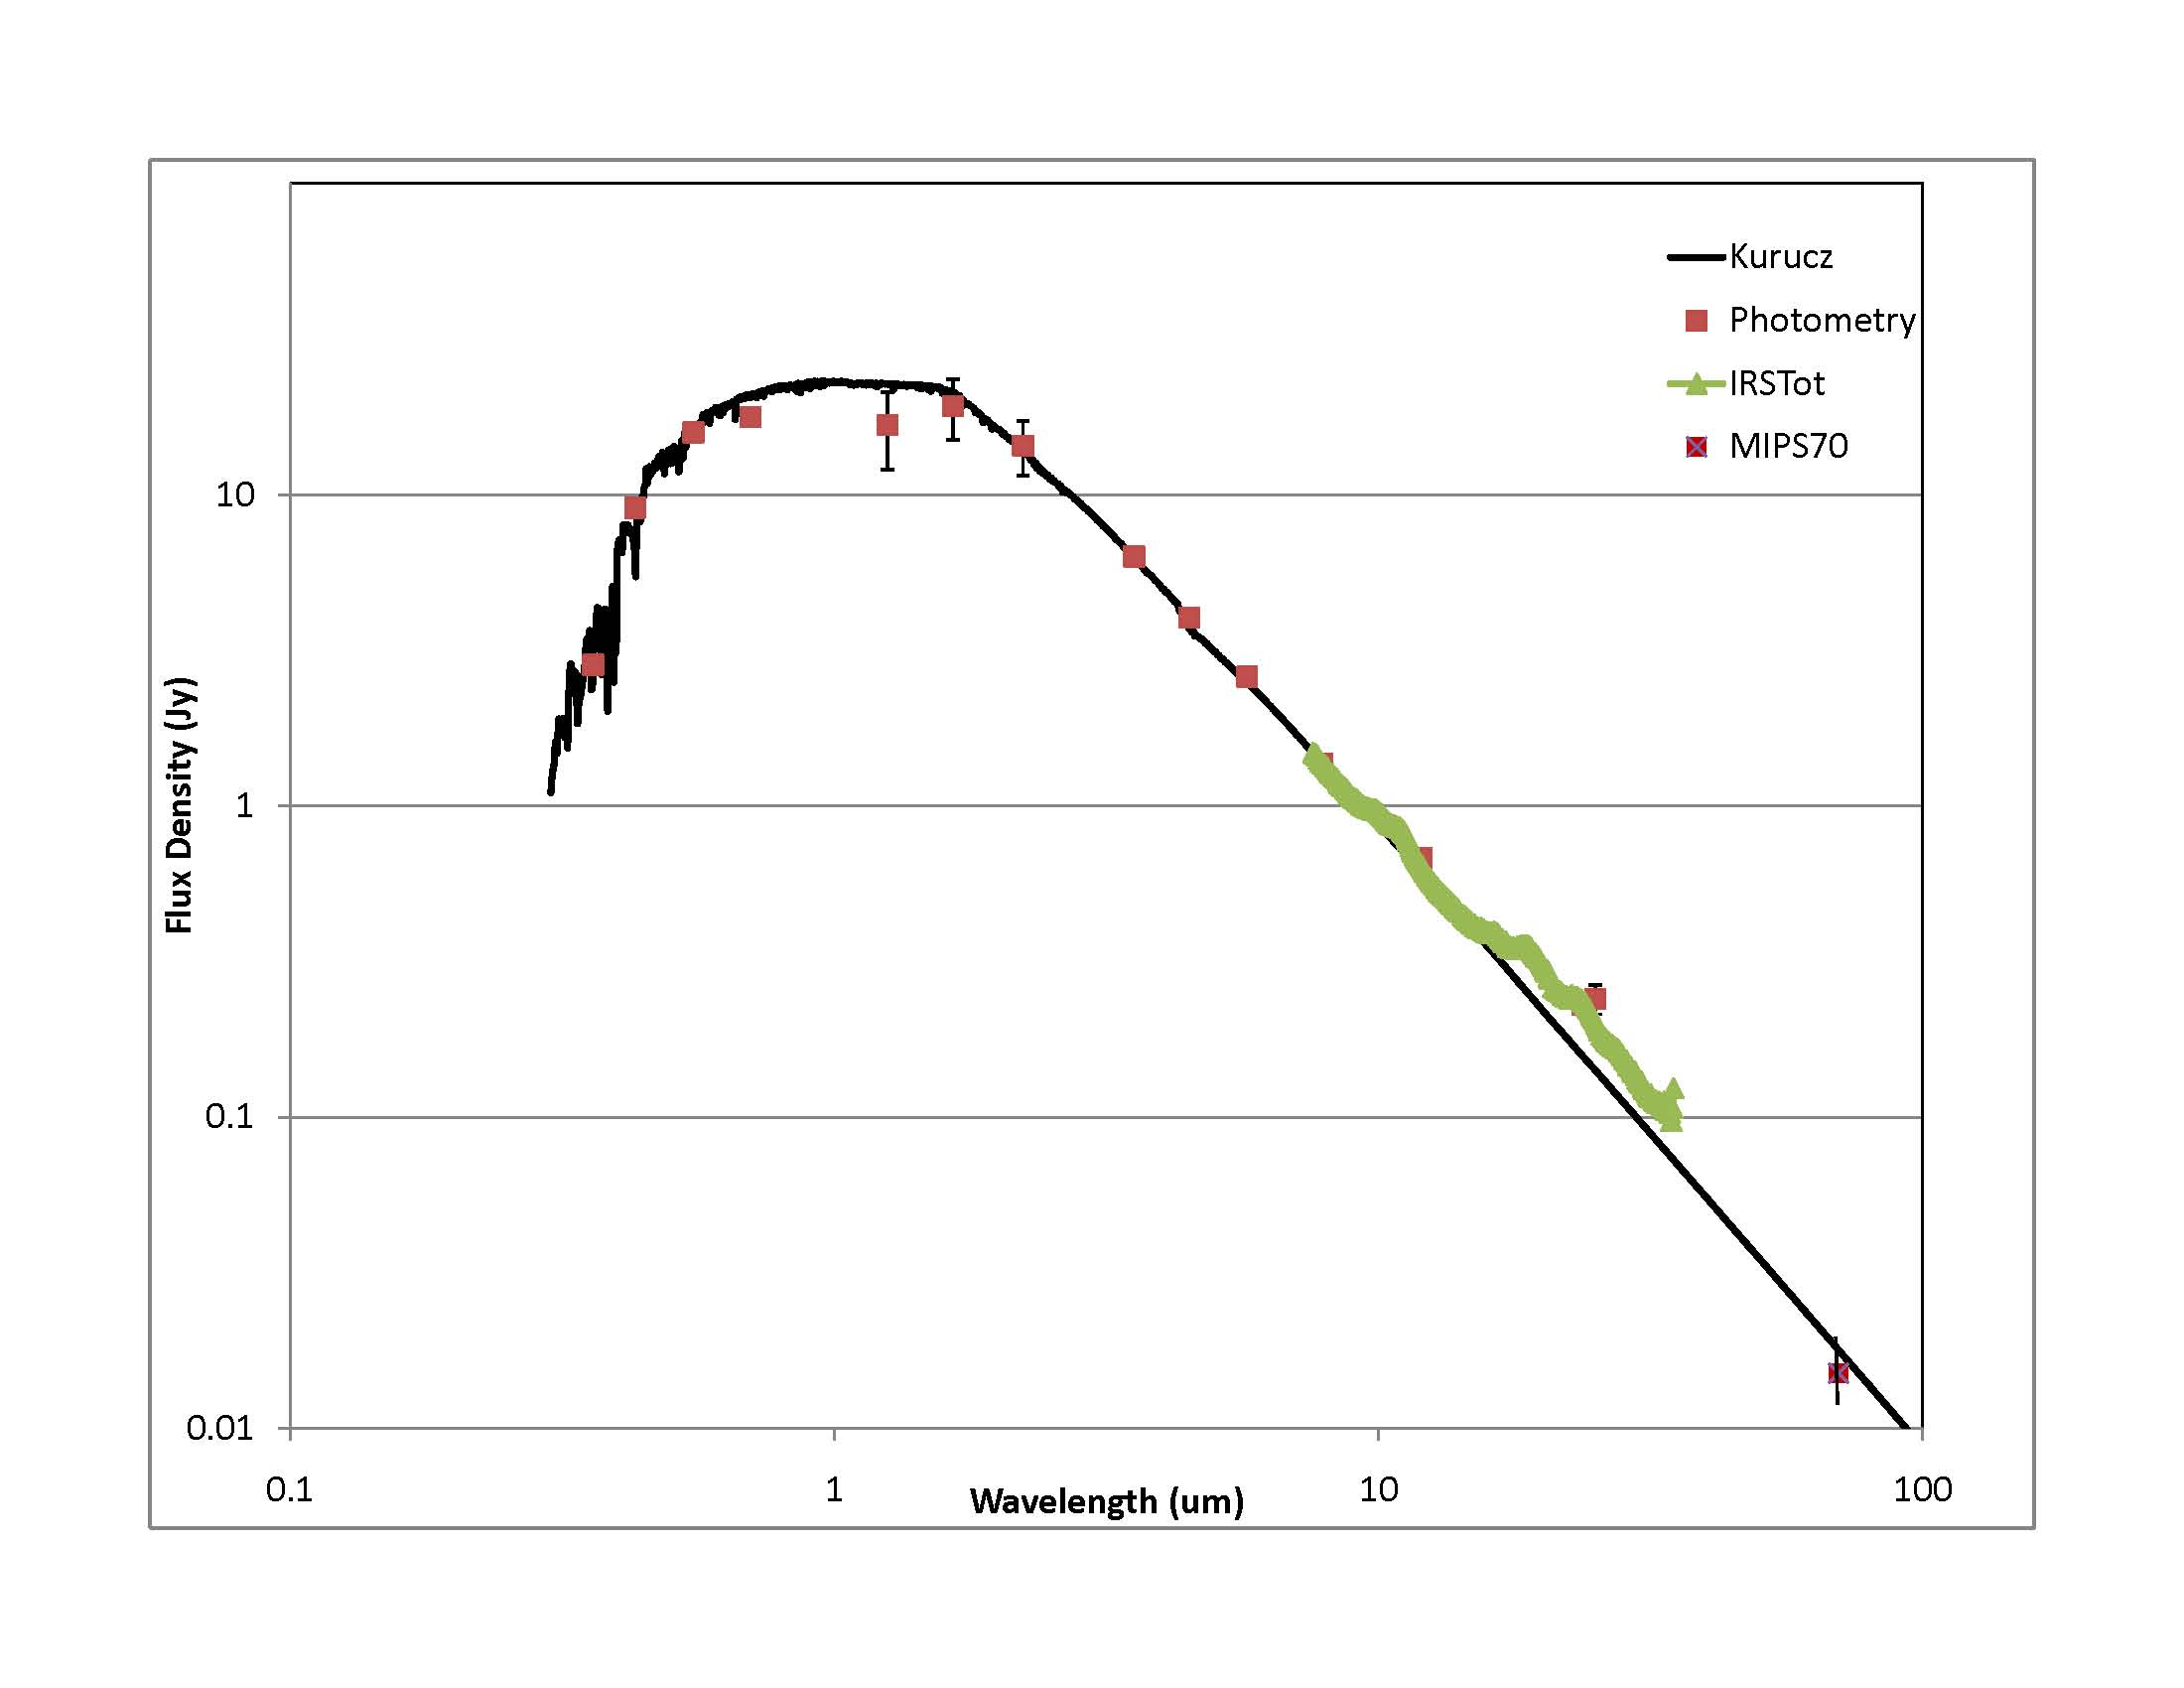 Kurucz
Photometry
IRSTot
MIPS70
Flux Density (Jy)
10
1
0.1
0.01
0.1
1
10
100
Wavelength (um)